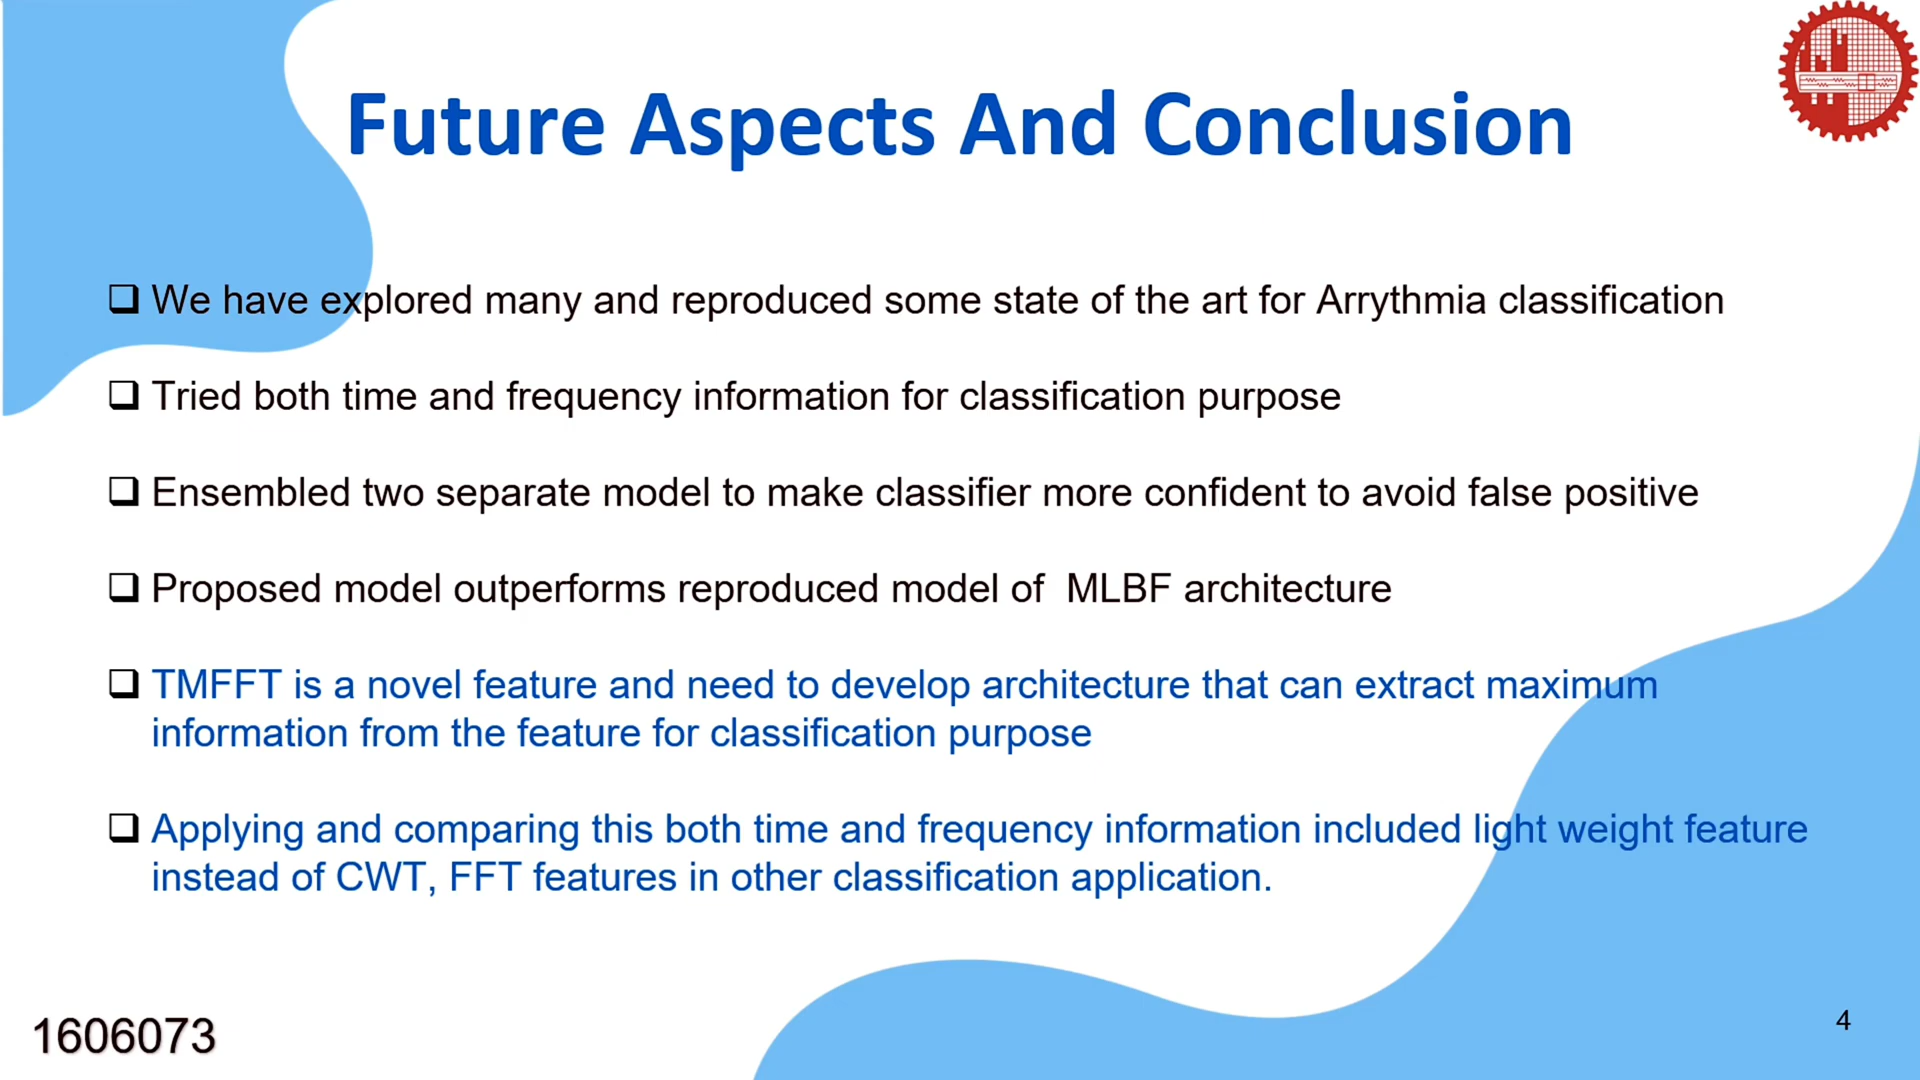 Future Aspects And Conclusion
We have explored many and reproduced some state of the art for Arrythmia classification
Tried both time and frequency information for classification purpose
Ensembled two separate model to make classifier more confident to avoid false positive
Proposed model outperforms reproduced model of MLBF architecture
TMFFT is a novel feature and need to develop architecture that can extract maximum
information from the feature for classification purpose
Applying and comparing this both time and frequency information included light weight feature
instead of CWT, FFT features in other classification application.
1606073
4